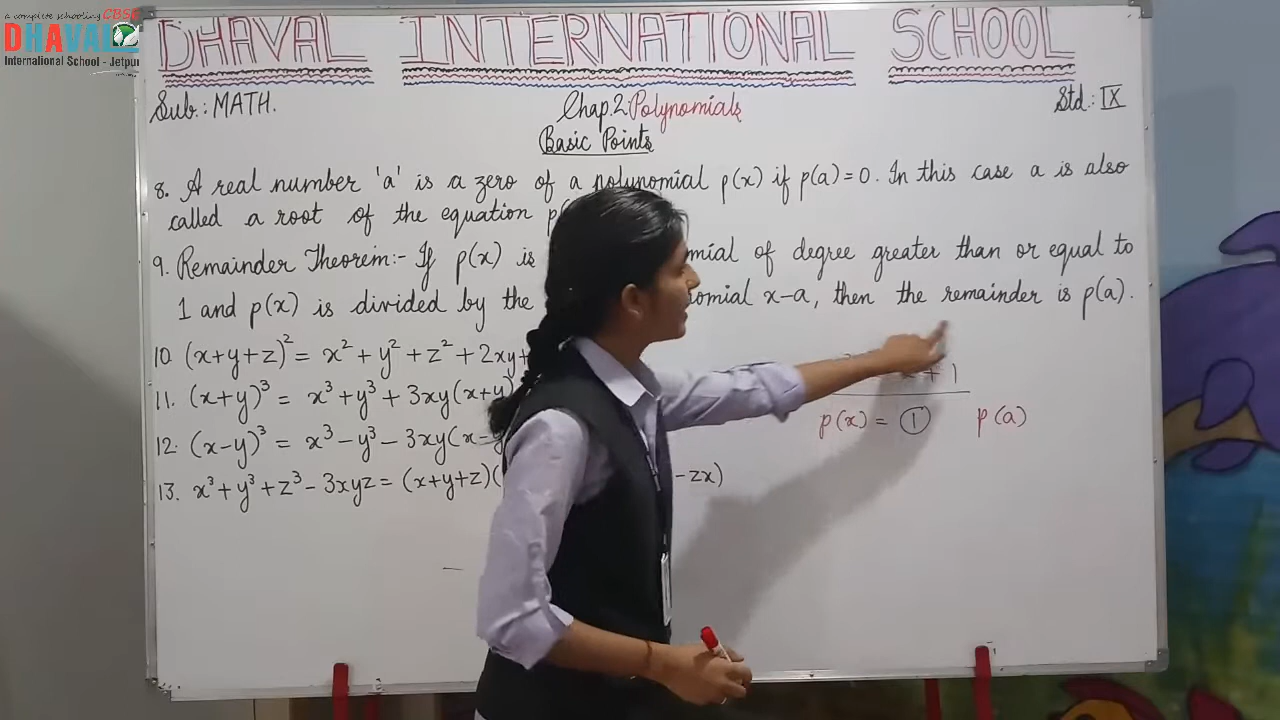 a complete schooling CBSE
DHAVAL
International School - Jetpur
DHAVAL INTERNATIONAL SCHOOL
Sub.: MATH.
Chap.2 Polynomials
Std.: IX
Basic Points
8. A real number 'a' is a zero of a polynomial p(x) if p(a) = 0. In this case a is also
called a root of the equation
9. Remainder Theorem:- If p(x) is mial of degree greater than or equal to
1 and p(x) is divided by the nomial x-a, then the remainder is p(a).
10. (x+y+z)² = x² + y² + z² + 2xy+
11. (x+y)³ = x³ + y³ + 3xy(x+y)
12. (x-y)³ = x³ - y³ - 3xy(x-y
13. x³ + y³ + z³ - 3xyz = (x+y+z)( -zx)
+ 1
p(x) = 1 p(a)